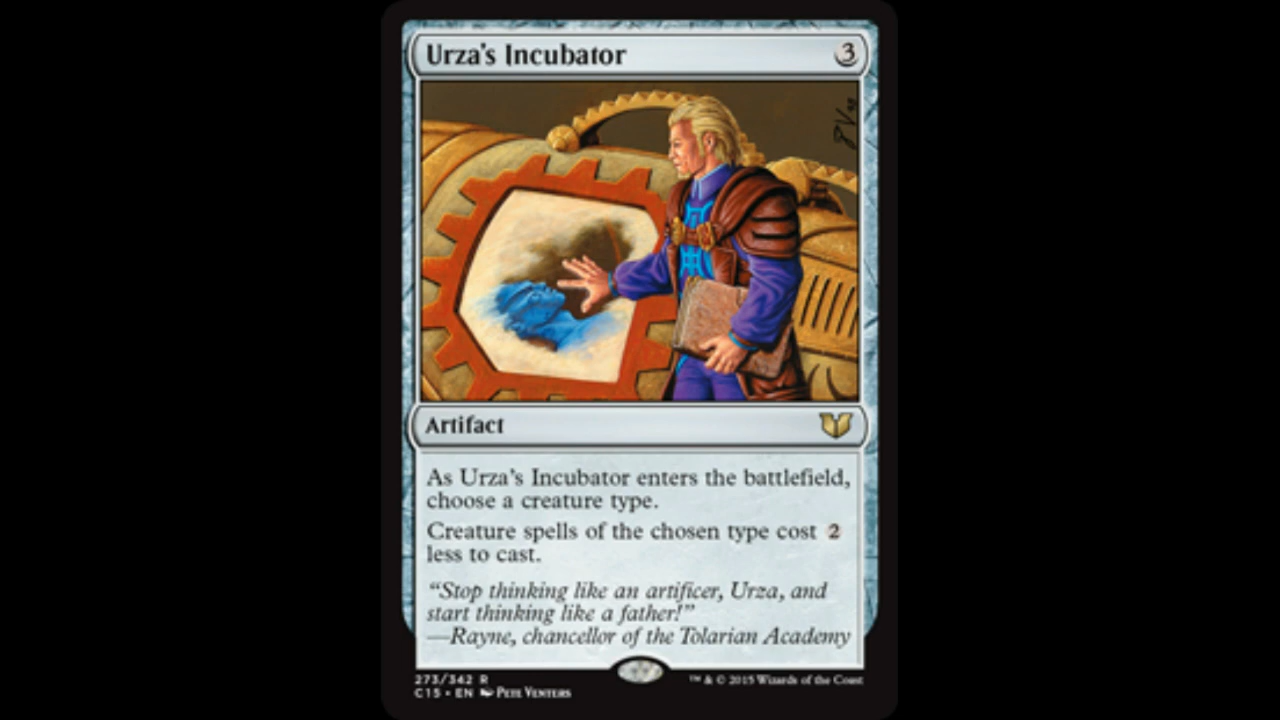 Urza's Incubator 3
Artifact
As Urza's Incubator enters the battlefield,
choose a creature type.
Creature spells of the chosen type cost 2
less to cast.
"Stop thinking like an artificer, Urza, and
start thinking like a father!"
—Rayne, chancellor of the Tolarian Academy
273/342 R
™ & © 2015 Wizards of the Coast
C15 • EN Pete Venters